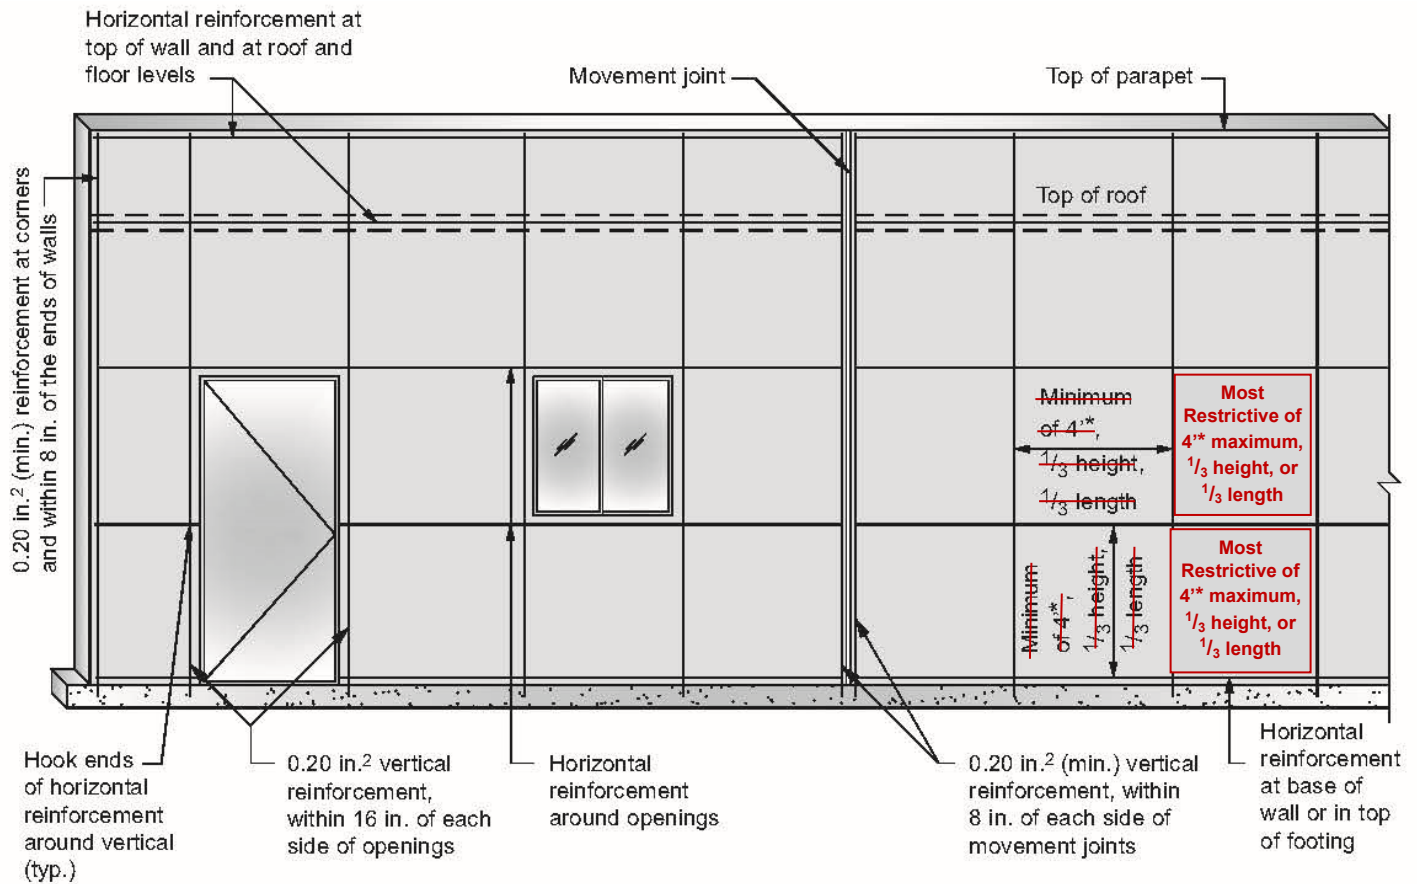 Horizontal reinforcement at
top of wall and at roof and
floor levels
Movement joint
Top of parapet
0.20 in.² (min.) reinforcement at corners
and within 8 in. of the ends of walls
Top of roof
Minimum
of 4'*,
1/3 height,
1/3 length
Most
Restrictive of
4'* maximum,
1/3 height, or
1/3 length
Minimum
of 4'*,
1/3 height,
1/3 length
Most
Restrictive of
4'* maximum,
1/3 height, or
1/3 length
Hook ends
of horizontal
reinforcement
around vertical
(typ.)
0.20 in.² vertical
reinforcement,
within 16 in. of each
side of openings
Horizontal
reinforcement
around openings
0.20 in.² (min.) vertical
reinforcement, within
8 in. of each side of
movement joints
Horizontal
reinforcement
at base of
wall or in top
of footing